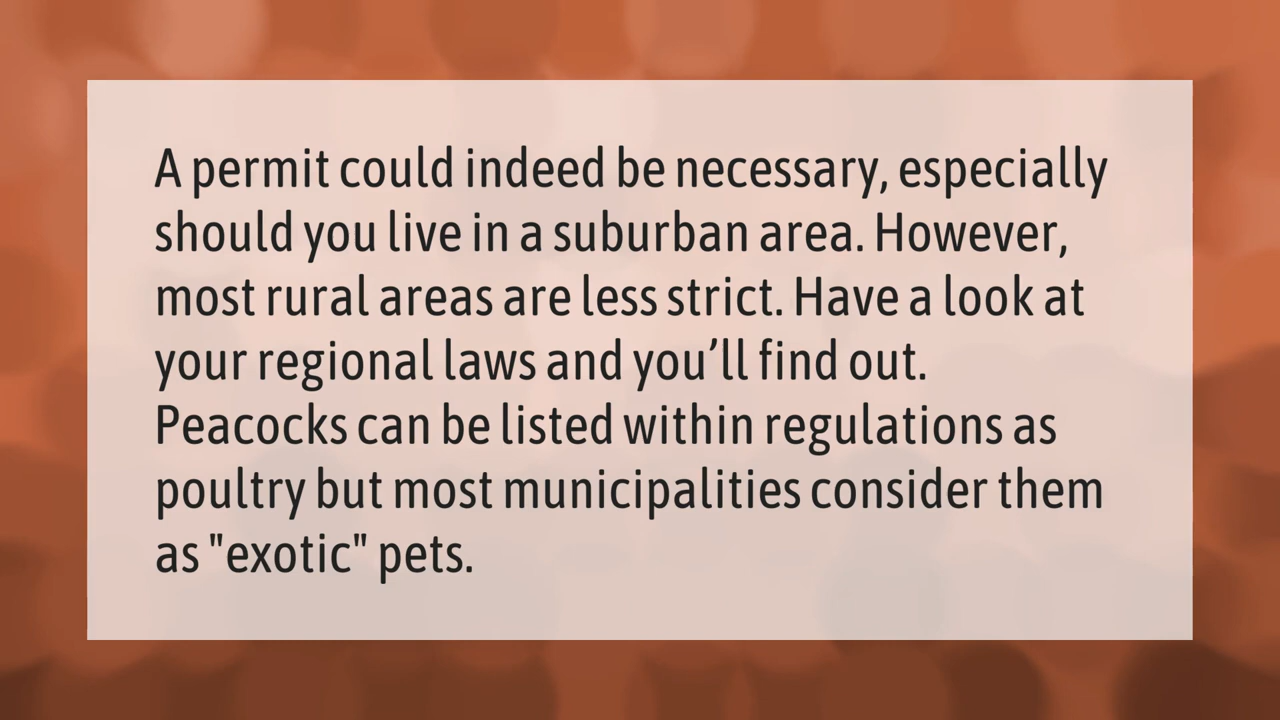 A permit could indeed be necessary, especially
should you live in a suburban area. However,
most rural areas are less strict. Have a look at
your regional laws and you’ll find out.
Peacocks can be listed within regulations as
poultry but most municipalities consider them
as "exotic" pets.